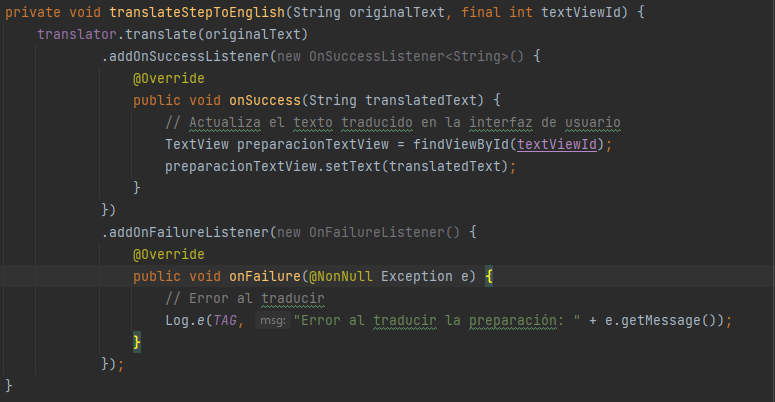 private void translateStepToEnglish(String originalText, final int textViewId) {
    translator.translate(originalText)
            .addOnSuccessListener(new OnSuccessListener<String>() {
                @Override
                public void onSuccess(String translatedText) {
                    // Actualiza el texto traducido en la interfaz de usuario
                    TextView preparacionTextView = findViewById(textViewId);
                    preparacionTextView.setText(translatedText);
                }
            })
            .addOnFailureListener(new OnFailureListener() {
                @Override
                public void onFailure(@NonNull Exception e) {
                    // Error al traducir
                    Log.e(TAG, msg: "Error al traducir la preparación: " + e.getMessage());
                }
            });
}